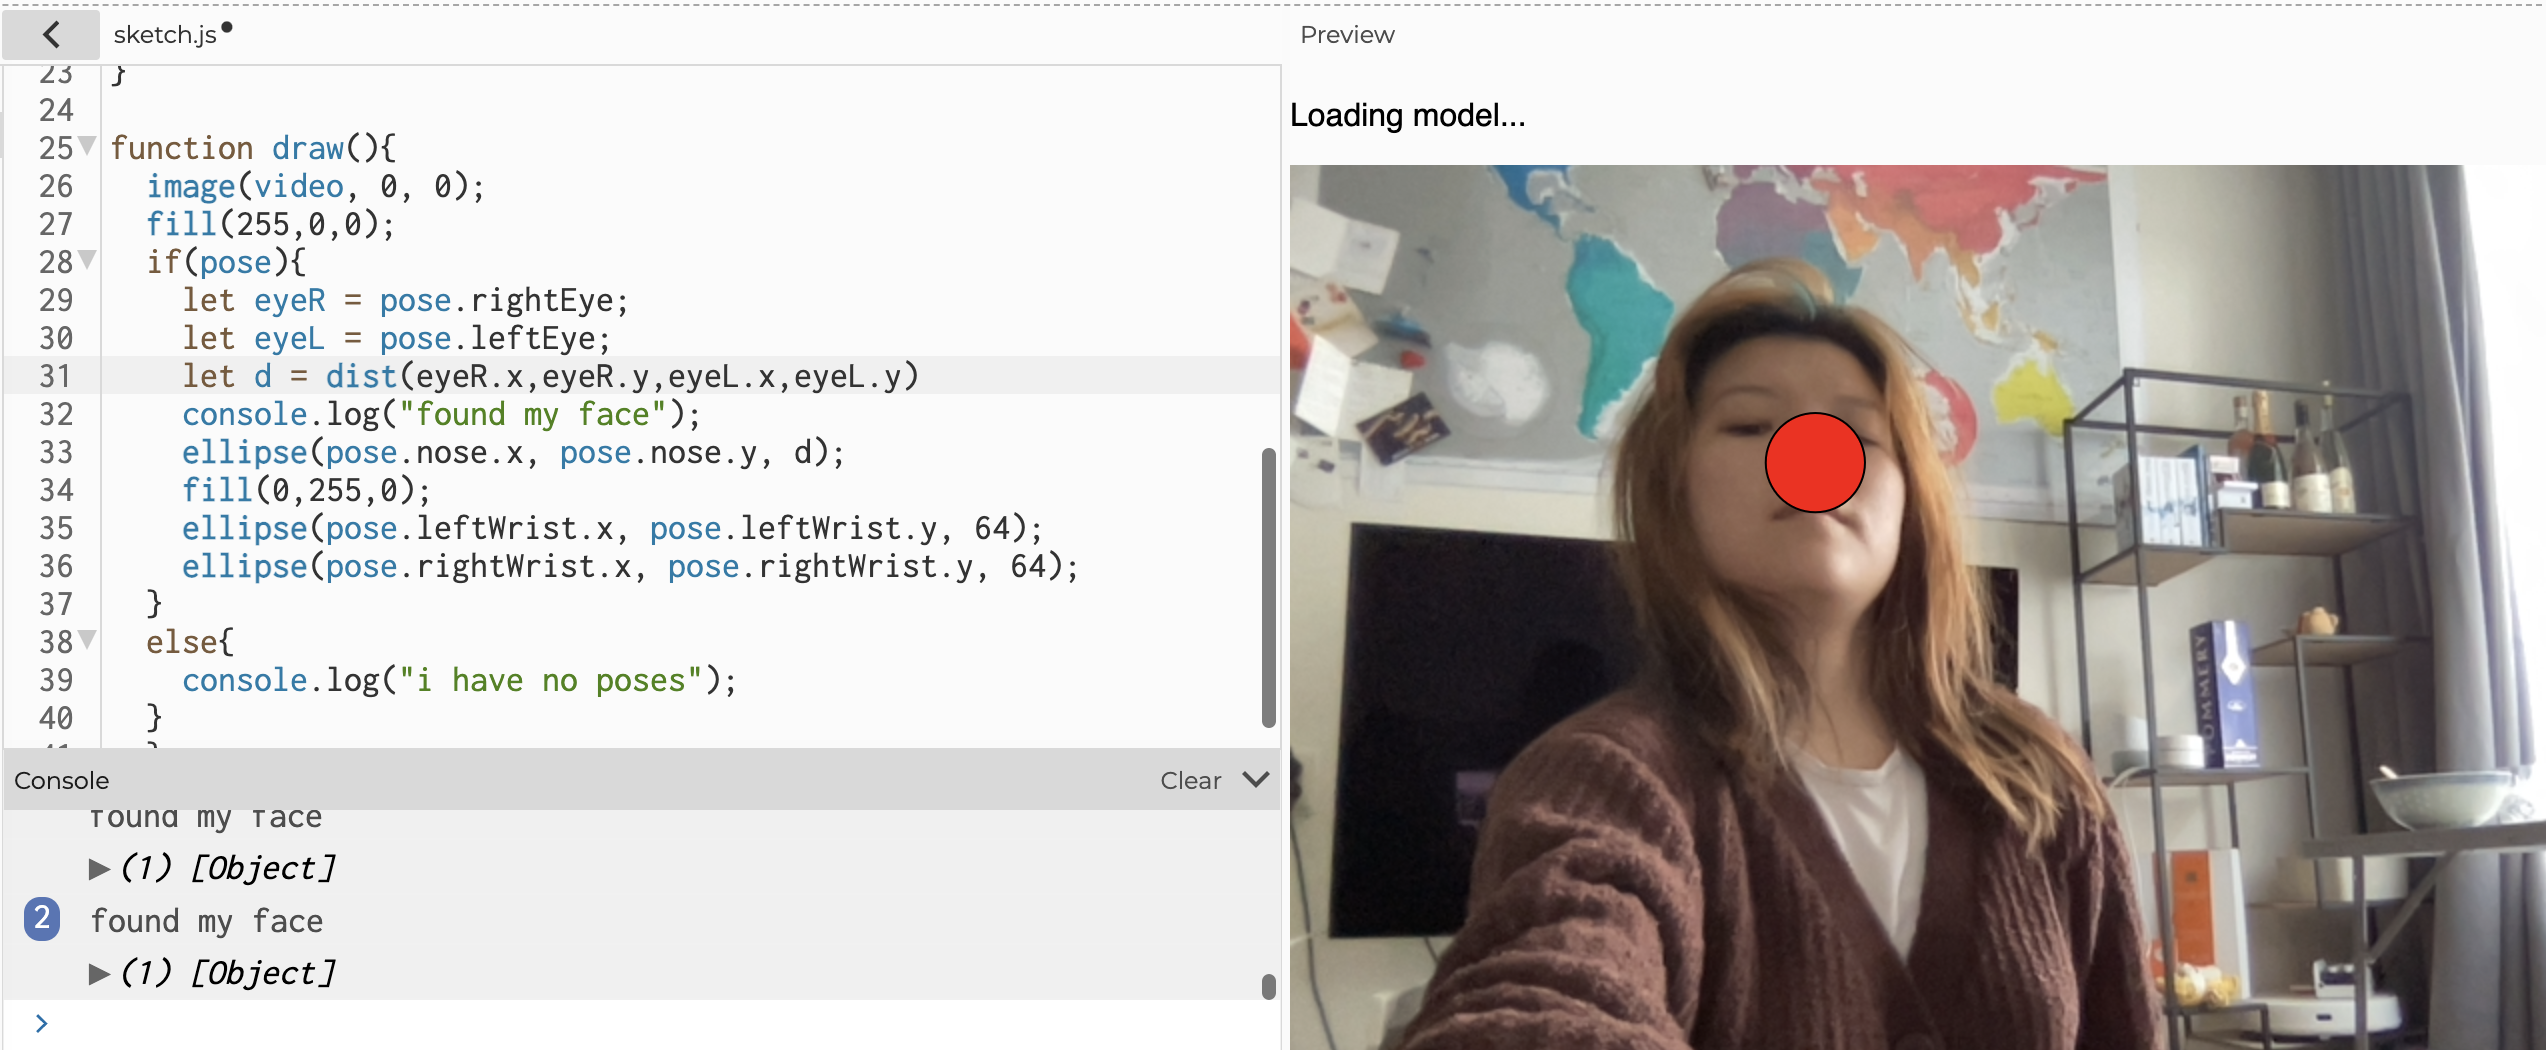 sketch.js
23 }
24
25 function draw(){
26 image(video, 0, 0);
27 fill(255,0,0);
28 if(pose){
29 let eyeR = pose.rightEye;
30 let eyeL = pose.leftEye;
31 let d = dist(eyeR.x,eyeR.y,eyeL.x,eyeL.y)
32 console.log("found my face");
33 ellipse(pose.nose.x, pose.nose.y, d);
34 fill(0,255,0);
35 ellipse(pose.leftWrist.x, pose.leftWrist.y, 64);
36 ellipse(pose.rightWrist.x, pose.rightWrist.y, 64);
37 }
38 else{
39 console.log("i have no poses");
40 }
41 }
Console
Clear
found my face
(1) [Object]
2 found my face
(1) [Object]
Preview
Loading model...
POMMERY